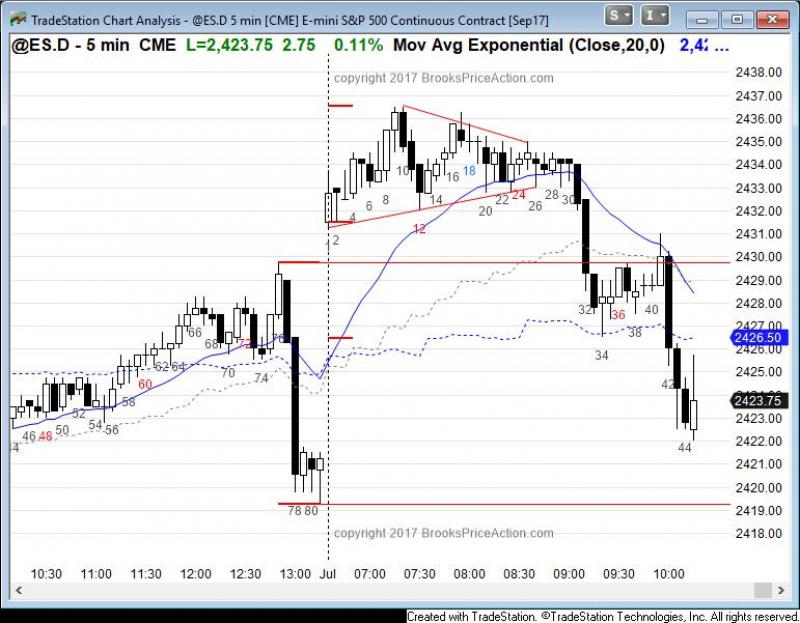 TradeStation Chart Analysis - @ES.D 5 min [CME] E-mini S&P 500 Continuous Contract [Sep17]
S I
@ES.D - 5 min CME L=2,423.75 2.75 0.11% Mov Avg Exponential (Close,20,0) 2,42 ...
copyright 2017 BrooksPriceAction.com
2438.00
2437.00
2436.00
2435.00
2434.00
2433.00
2432.00
2431.00
2430.00
2429.00
2428.00
2427.00
2426.50
2426.00
2425.00
2423.75
2423.00
2422.00
2421.00
2420.00
2419.00
2418.00
46 48 50 52 54 56 58 60 62 64 66 68 70 72 74 76 78 80
2 4 6 8 10 12 14 16 18 20 22 24 26 28 30 32 34 36 38 40 42 44
copyright 2017 BrooksPriceAction.com
10:30 11:00 11:30 12:00 12:30 13:00 Jul 07:00 07:30 08:00 08:30 09:00 09:30 10:00
Created with TradeStation. ©TradeStation Technologies, Inc. All rights reserved.